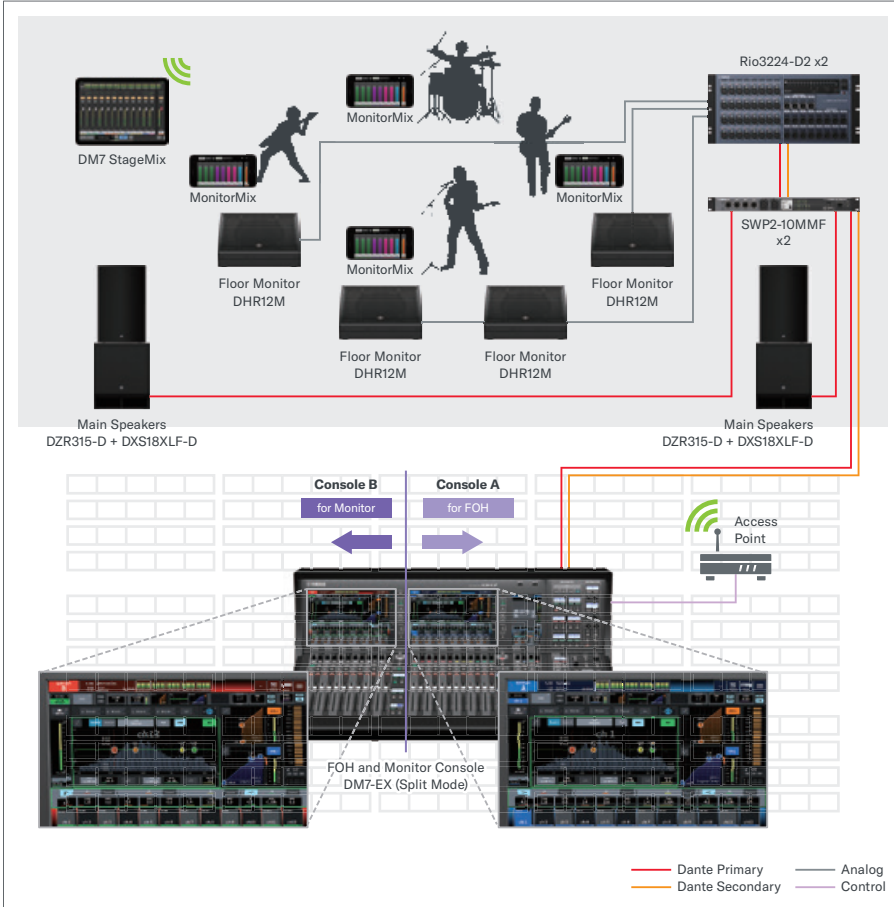 Rio3224-D2 x2
MonitorMix
DM7 StageMix
MonitorMix
MonitorMix
SWP2-10MMF
x2
MonitorMix
Floor Monitor
DHR12M
Floor Monitor
DHR12M
Floor Monitor
DHR12M
Floor Monitor
DHR12M
Main Speakers
DZR315-D + DXS18XLF-D
Main Speakers
DZR315-D + DXS18XLF-D
Console B
Console A
for Monitor
for FOH
Access
Point
ch 1
FOH and Monitor Console
DM7-EX (Split Mode)
Dante Primary
Analog
Dante Secondary
Control